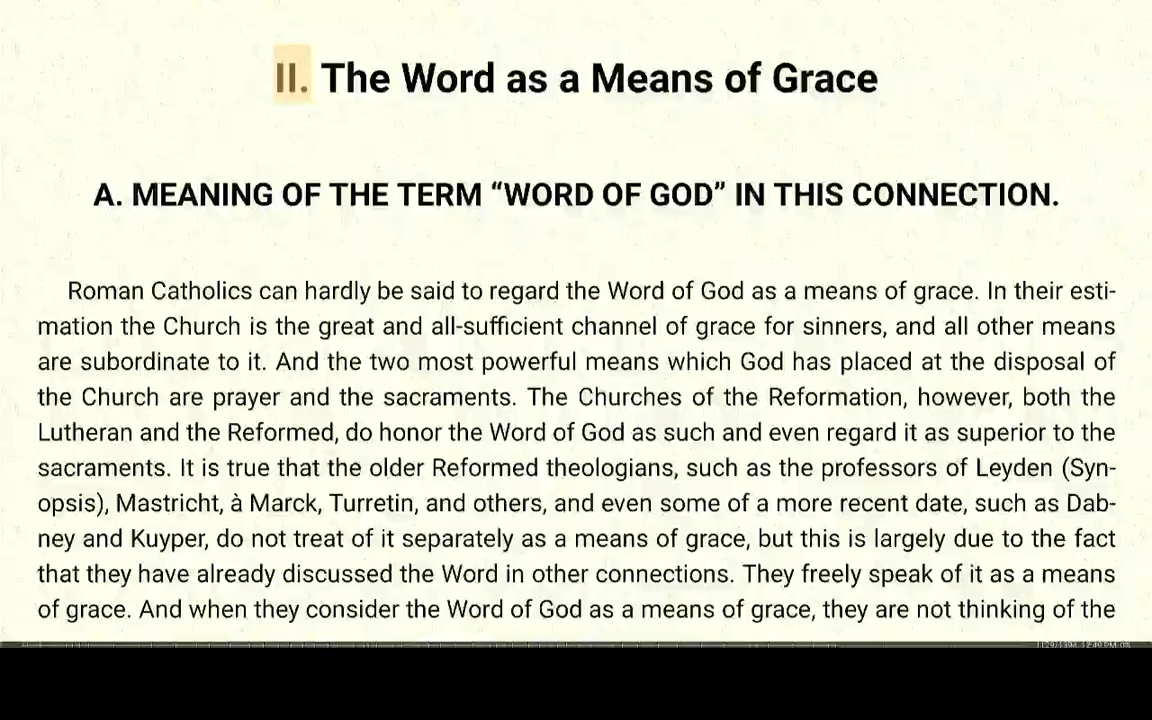 II. The Word as a Means of Grace
A. MEANING OF THE TERM “WORD OF GOD” IN THIS CONNECTION.
Roman Catholics can hardly be said to regard the Word of God as a means of grace. In their esti-
mation the Church is the great and all-sufficient channel of grace for sinners, and all other means
are subordinate to it. And the two most powerful means which God has placed at the disposal of
the Church are prayer and the sacraments. The Churches of the Reformation, however, both the
Lutheran and the Reformed, do honor the Word of God as such and even regard it as superior to the
sacraments. It is true that the older Reformed theologians, such as the professors of Leyden (Syn-
opsis), Mastricht, à Marck, Turretin, and others, and even some of a more recent date, such as Dab-
ney and Kuyper, do not treat of it separately as a means of grace, but this is largely due to the fact
that they have already discussed the Word in other connections. They freely speak of it as a means
of grace. And when they consider the Word of God as a means of grace, they are not thinking of the